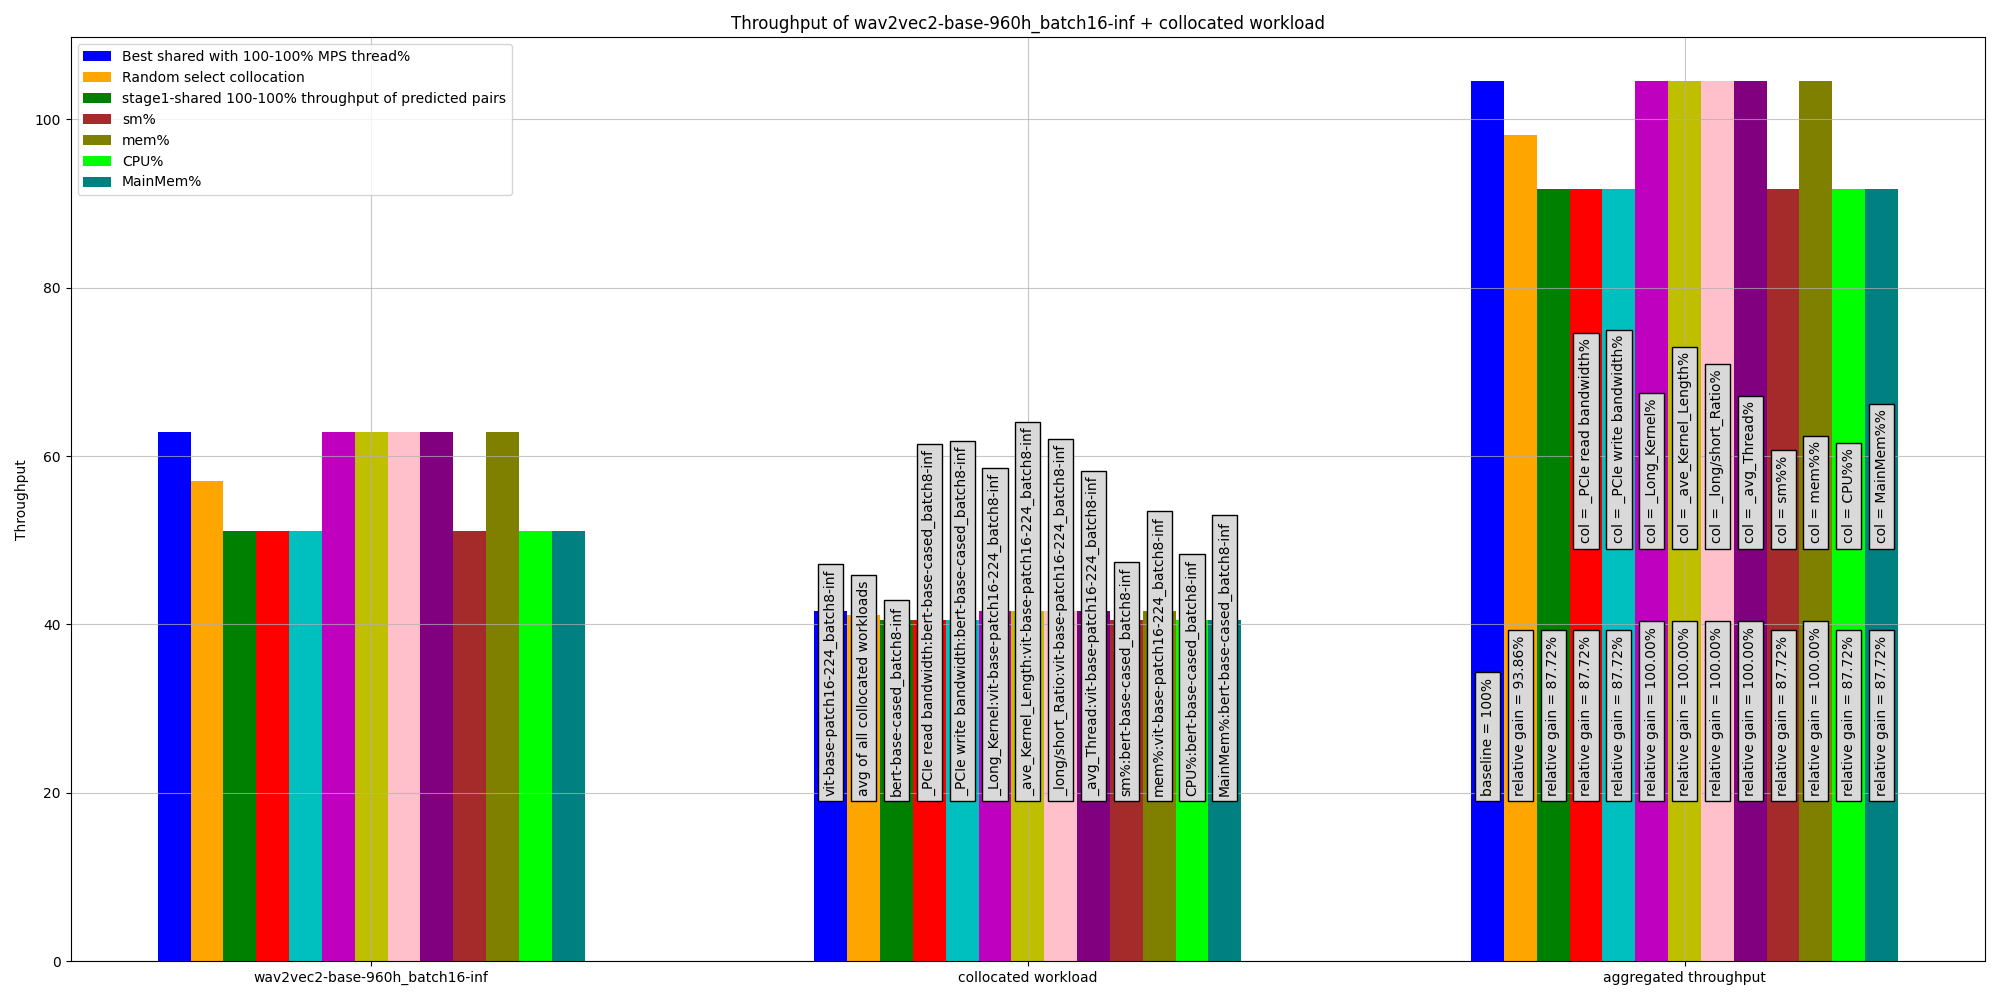 Throughput of wav2vec2-base-960h_batch16-inf + collocated workload
Best shared with 100-100% MPS thread%
Random select collocation
stage1-shared 100-100% throughput of predicted pairs
sm%
mem%
CPU%
MainMem%
Throughput
100
80
60
40
20
0
vit-base-patch16-224_batch8-inf
avg of all collocated workloads
bert-base-cased_batch8-inf
_PCIe read bandwidth:bert-base-cased_batch8-inf
_PCIe write bandwidth:bert-base-cased_batch8-inf
_Long_Kernel:vit-base-patch16-224_batch8-inf
_ave_Kernel_Length:vit-base-patch16-224_batch8-inf
_long/short_Ratio:vit-base-patch16-224_batch8-inf
_avg_Thread:vit-base-patch16-224_batch8-inf
sm%:bert-base-cased_batch8-inf
mem%:vit-base-patch16-224_batch8-inf
CPU%:bert-base-cased_batch8-inf
MainMem%:bert-base-cased_batch8-inf
col = _PCIe read bandwidth%
col = _PCIe write bandwidth%
col = _Long_Kernel%
col = _ave_Kernel_Length%
col = _long/short_Ratio%
col = _avg_Thread%
col = sm%%
col = mem%%
col = CPU%%
col = MainMem%%
baseline = 100%
relative gain = 93.86%
relative gain = 87.72%
relative gain = 87.72%
relative gain = 87.72%
relative gain = 100.00%
relative gain = 100.00%
relative gain = 100.00%
relative gain = 100.00%
relative gain = 87.72%
relative gain = 100.00%
relative gain = 87.72%
relative gain = 87.72%
wav2vec2-base-960h_batch16-inf
collocated workload
aggregated throughput